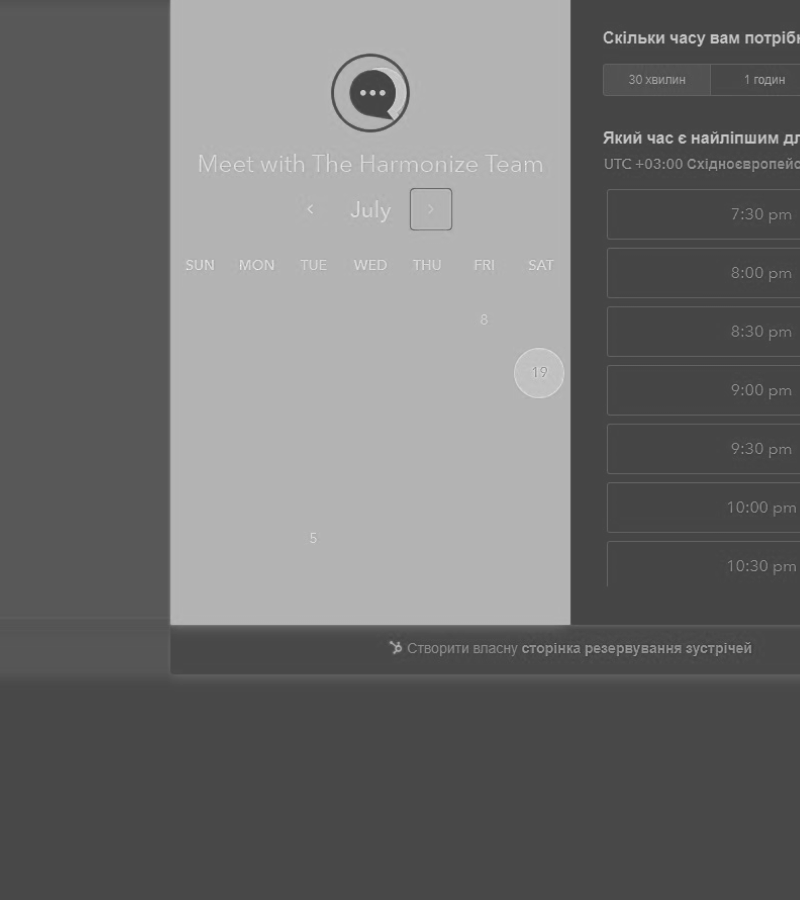 Meet with The Harmonize Team
July
SUN MON TUE WED THU FRI SAT
8
19
5
Скільки часу вам потріб
30 хвилин 1 годин
Який час є найліпшим
UTC +03:00 Східноєвропейс
7:30 pm
8:00 pm
8:30 pm
9:00 pm
9:30 pm
10:00 pm
10:30 pm
Створити власну сторінка резервування зустрічей